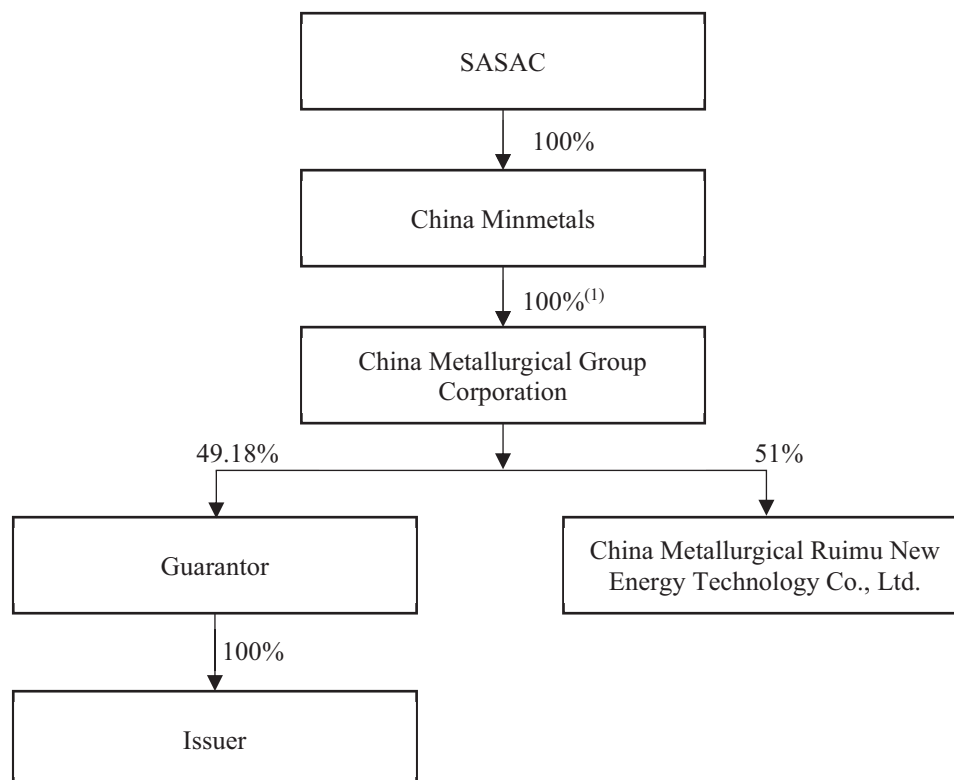 SASAC
100%
China Minmetals
100%(1)
China Metallurgical Group
Corporation
49.18%
51%
Guarantor
China Metallurgical Ruimu New
Energy Technology Co., Ltd.
100%
Issuer